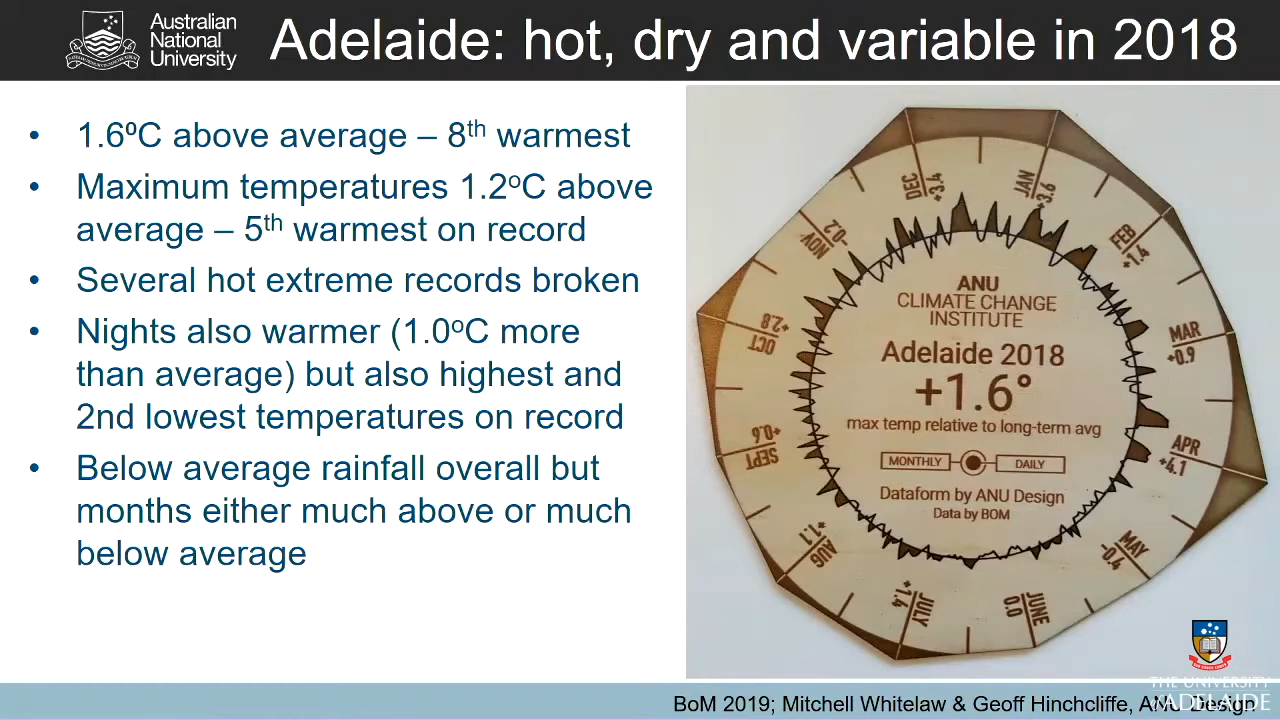 Australian
National
University
Adelaide: hot, dry and variable in 2018
• 1.6ºC above average – 8th warmest
• Maximum temperatures 1.2oC above
average – 5th warmest on record
• Several hot extreme records broken
• Nights also warmer (1.0oC more
than average) but also highest and
2nd lowest temperatures on record
• Below average rainfall overall but
months either much above or much
below average
DEC
+3.4
JAN
+3.6
FEB
+1.4
MAR
+0.9
APR
+4.1
MAY
-0.4
JUNE
0.0
JULY
+1.4
AUG
+1.1
SEPT
+0.6
OCT
+2.8
NOV
-0.2
ANU
CLIMATE CHANGE
INSTITUTE
Adelaide 2018
+1.6°
max temp relative to long-term avg
MONTHLY DAILY
Dataform by ANU Design
Data by BOM
THE UNIVERSITY
of ADELAIDE
BoM 2019; Mitchell Whitelaw & Geoff Hinchcliffe, ANU Design